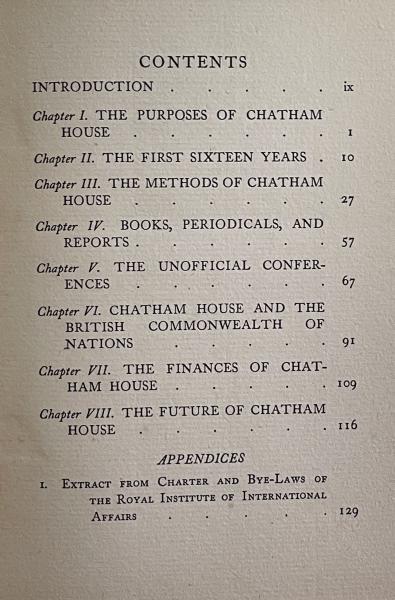 CONTENTS
INTRODUCTION . . . . . ix
Chapter I. THE PURPOSES OF CHATHAM
HOUSE . . . . . . 1
Chapter II. THE FIRST SIXTEEN YEARS . 10
Chapter III. THE METHODS OF CHATHAM
HOUSE . . . . . . 27
Chapter IV. BOOKS, PERIODICALS, AND
REPORTS . . . . . . 57
Chapter V. THE UNOFFICIAL CONFER-
ENCES . . . . . . 67
Chapter VI. CHATHAM HOUSE AND THE
BRITISH COMMONWEALTH OF
NATIONS . . . . . 91
Chapter VII. THE FINANCES OF CHAT-
HAM HOUSE . . . . . 109
Chapter VIII. THE FUTURE OF CHATHAM
HOUSE . . . . . . 116
APPENDICES
1. EXTRACT FROM CHARTER AND BYE-LAWS OF
THE ROYAL INSTITUTE OF INTERNATIONAL
AFFAIRS . . . . . 129